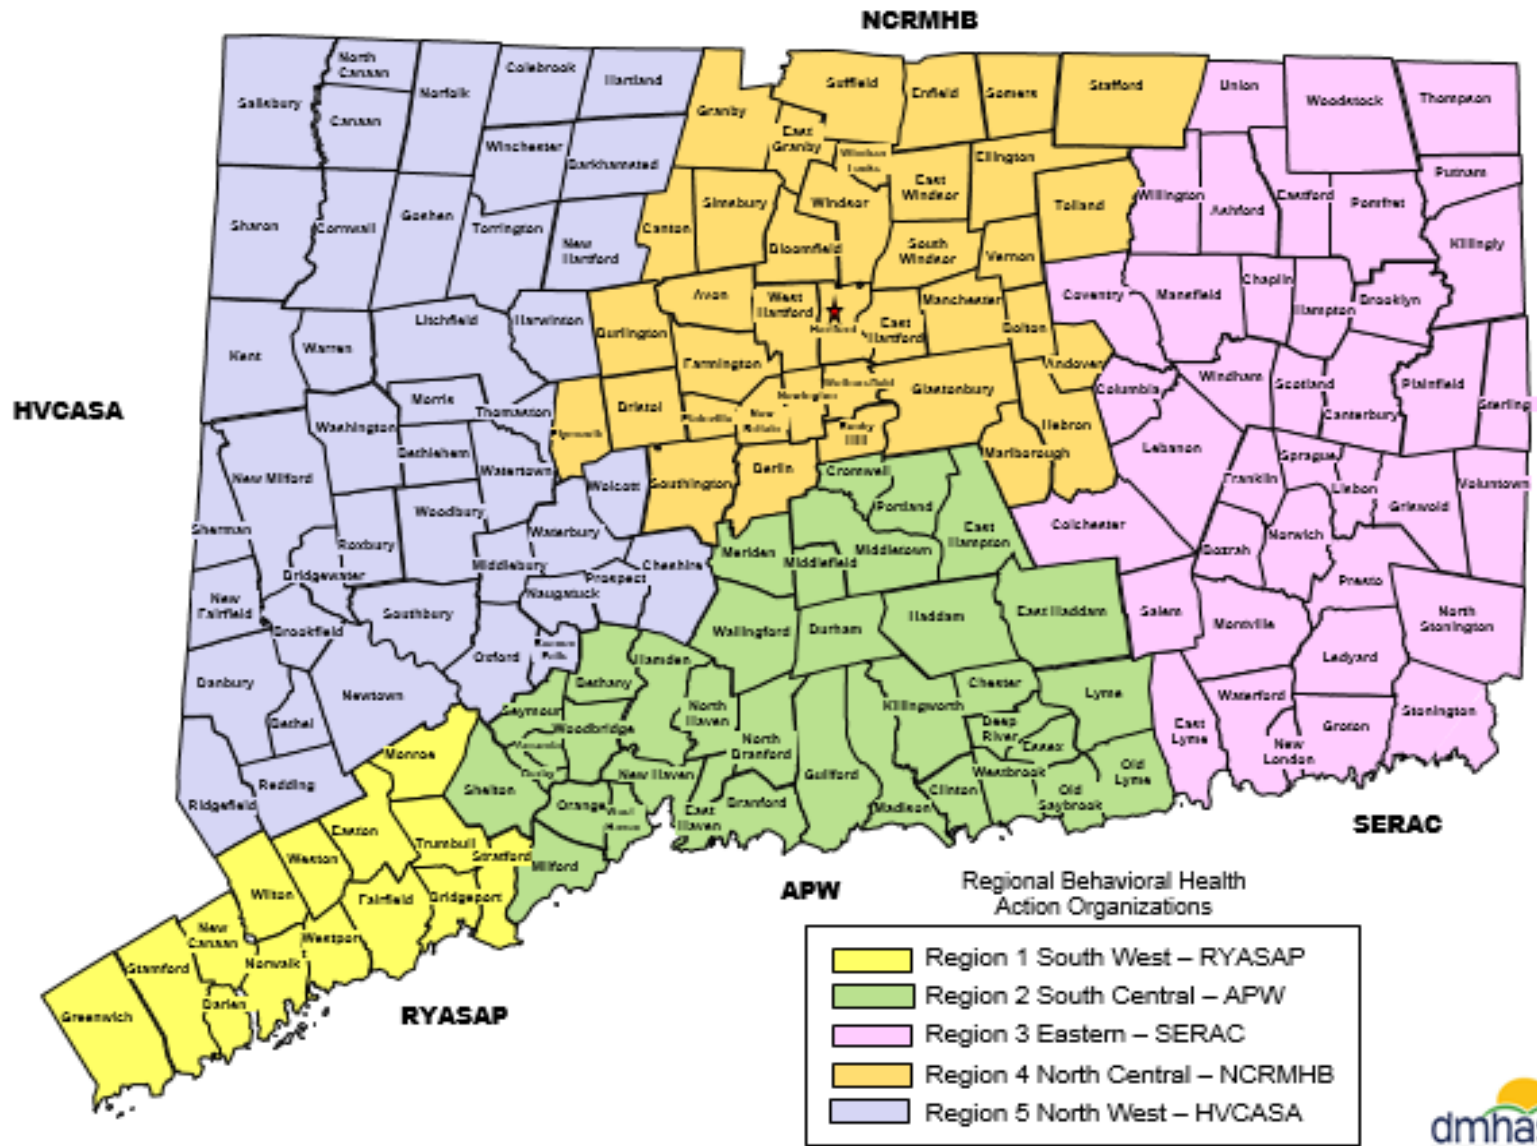 NCRMHB
North
Canaan
Colebrook
Hartland
Suffield
Enfield
Somers
Stafford
Union
Woodstock
Thompson
Salisbury
Norfolk
Granby
Canaan
East
Granby
Winchester
Barkhamsted
Windsor
Locks
Ellington
Putnam
Sharon
Cornwall
Goshen
Torrington
New
Hartford
Canton
Simsbury
Windsor
East
Windsor
Tolland
Willington
Ashford
Eastford
Pomfret
Killingly
Bloomfield
South
Windsor
Vernon
Kent
Warren
Litchfield
Harwinton
Burlington
Avon
West
Hartford
Hartford
East
Hartford
Manchester
Bolton
Coventry
Mansfield
Chaplin
Hampton
Brooklyn
HVCASA
Morris
Thomaston
Plymouth
Bristol
Farmington
Plainville
New
Britain
Newington
Wethersfield
Rocky
Hill
Glastonbury
Andover
Hebron
Marlborough
Columbia
Windham
Scotland
Canterbury
Plainfield
Sterling
Washington
Bethlehem
Watertown
Wolcott
Southington
Berlin
Cromwell
Portland
East
Hampton
Lebanon
Franklin
Sprague
Lisbon
Griswold
Voluntown
New Milford
Sherman
Roxbury
Woodbury
Waterbury
Middlebury
Cheshire
Meriden
Middlefield
Middletown
Colchester
Bozrah
Norwich
Presto
Bridgewater
New
Fairfield
Brookfield
Southbury
Naugatuck
Prospect
Oxford
Beacon
Falls
Wallingford
Durham
Haddam
East Haddam
Salem
Montville
Ledyard
North
Stonington
Danbury
Bethel
Newtown
Seymour
Bethany
Hamden
Woodbridge
North
Haven
North
Branford
Killingworth
Chester
Deep
River
Essex
Lyme
East
Lyme
Waterford
New
London
Groton
Stonington
Ridgefield
Redding
Monroe
Shelton
Ansonia
Derby
Orange
West
Haven
New Haven
East
Haven
Branford
Guilford
Madison
Clinton
Westbrook
Old
Saybrook
Old
Lyme
SERAC
Wilton
Weston
Easton
Trumbull
Stratford
Milford
Fairfield
Bridgeport
APW
Regional Behavioral Health
Action Organizations
Greenwich
Stamford
New
Canaan
Darien
Norwalk
Westport
RYASAP
Region 1 South West – RYASAP
Region 2 South Central – APW
Region 3 Eastern – SERAC
Region 4 North Central – NCRMHB
Region 5 North West – HVCASA
dmha